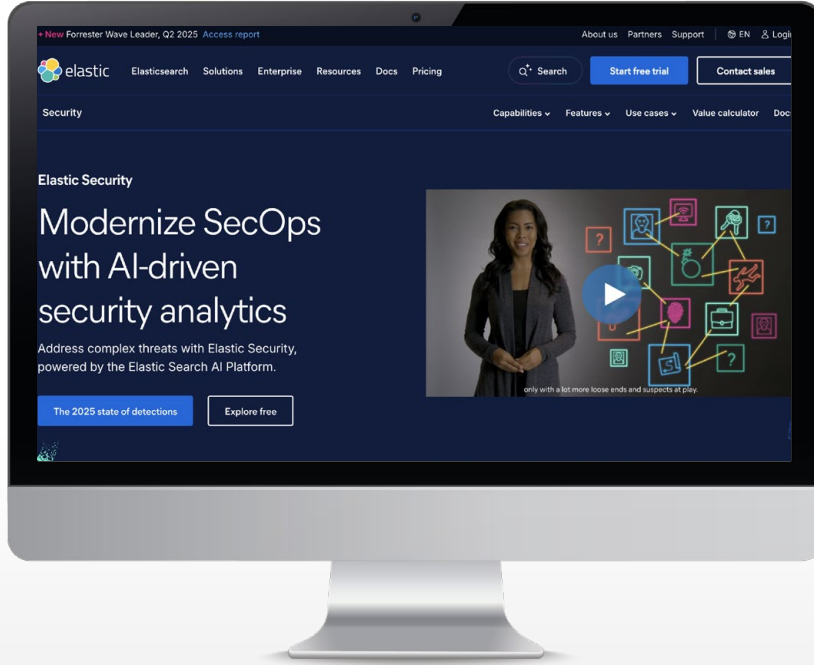 + New Forrester Wave Leader, Q2 2025 Access report
About us Partners Support EN Login
elastic Elasticsearch Solutions Enterprise Resources Docs Pricing Search Start free trial Contact sales
Security Capabilities Features Use cases Value calculator Doc
Elastic Security
Modernize SecOps
with AI-driven
security analytics
Address complex threats with Elastic Security,
powered by the Elastic Search AI Platform.
The 2025 state of detections Explore free
? ?
?
only with a lot more loose ends and suspects at play.